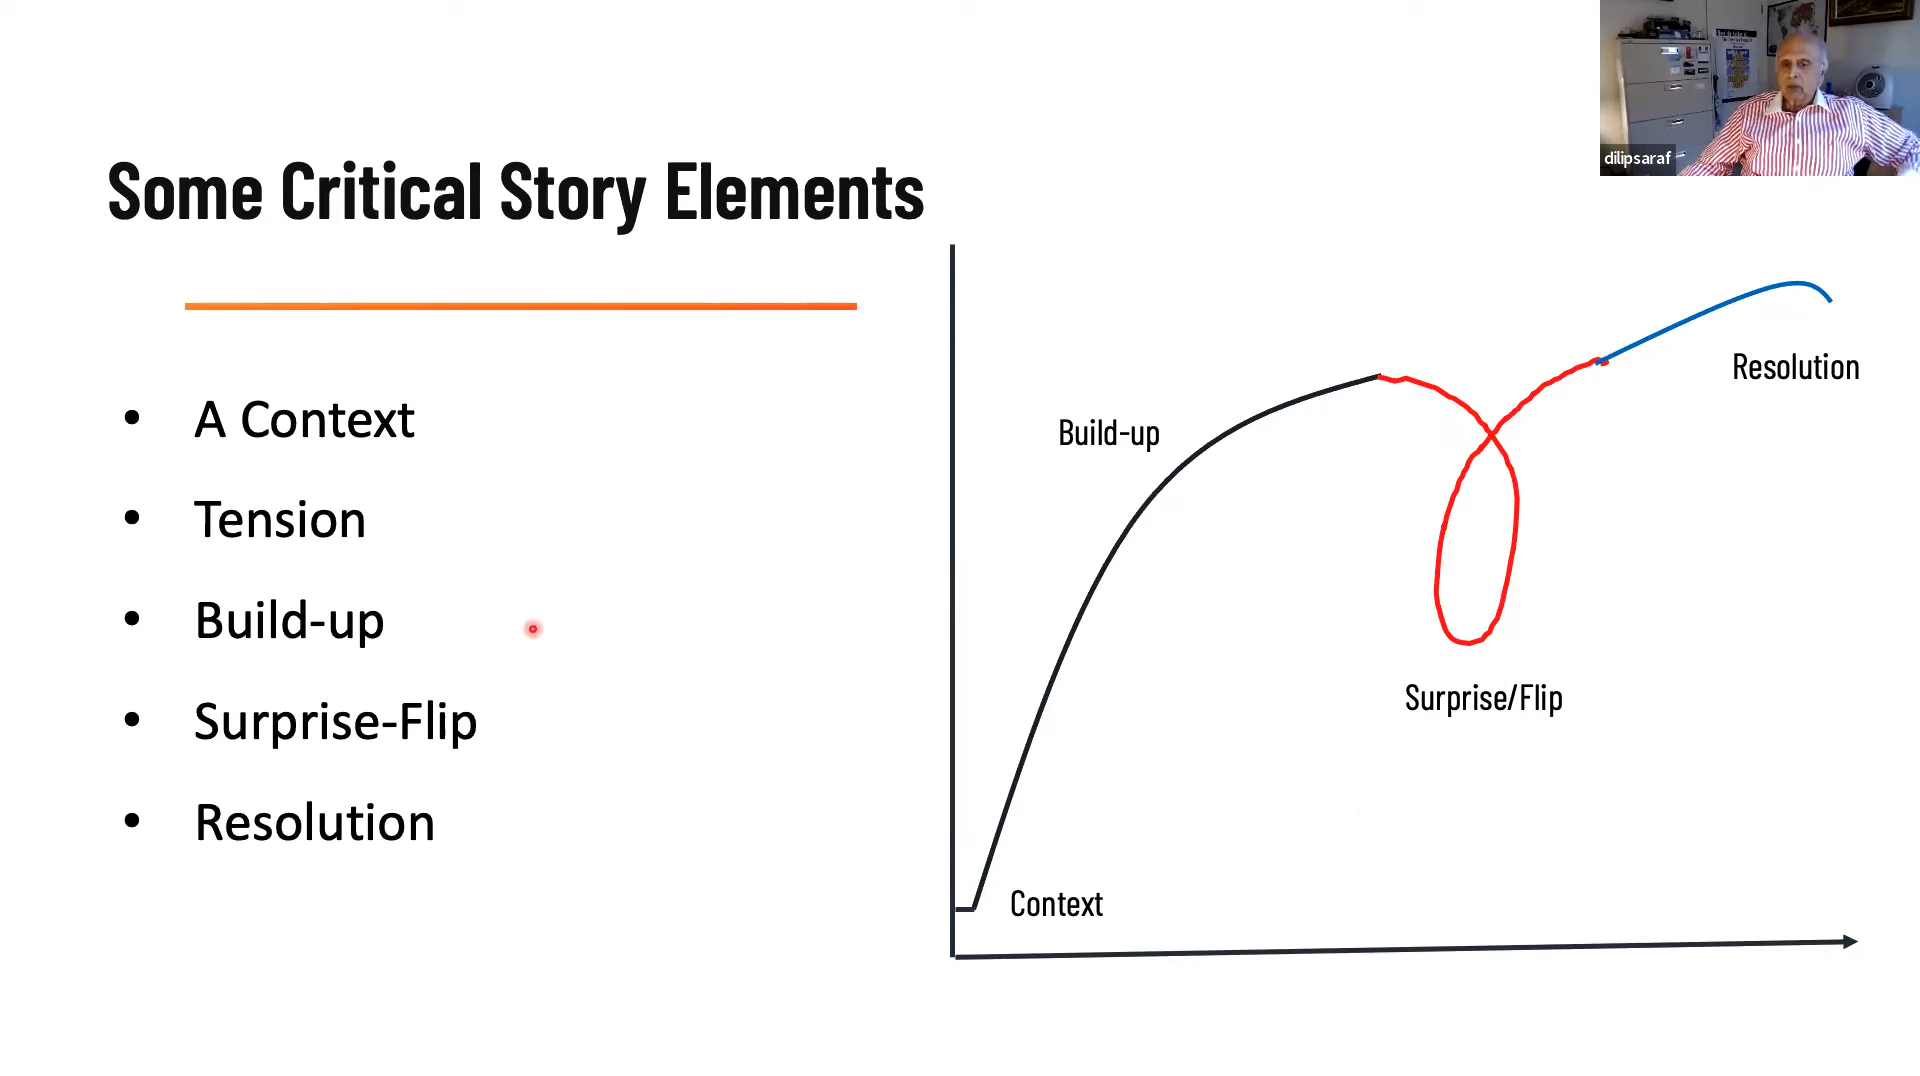 dilipsaraf
Some Critical Story Elements
• A Context
• Tension
• Build-up
• Surprise-Flip
• Resolution
Resolution
Build-up
Surprise/Flip
Context